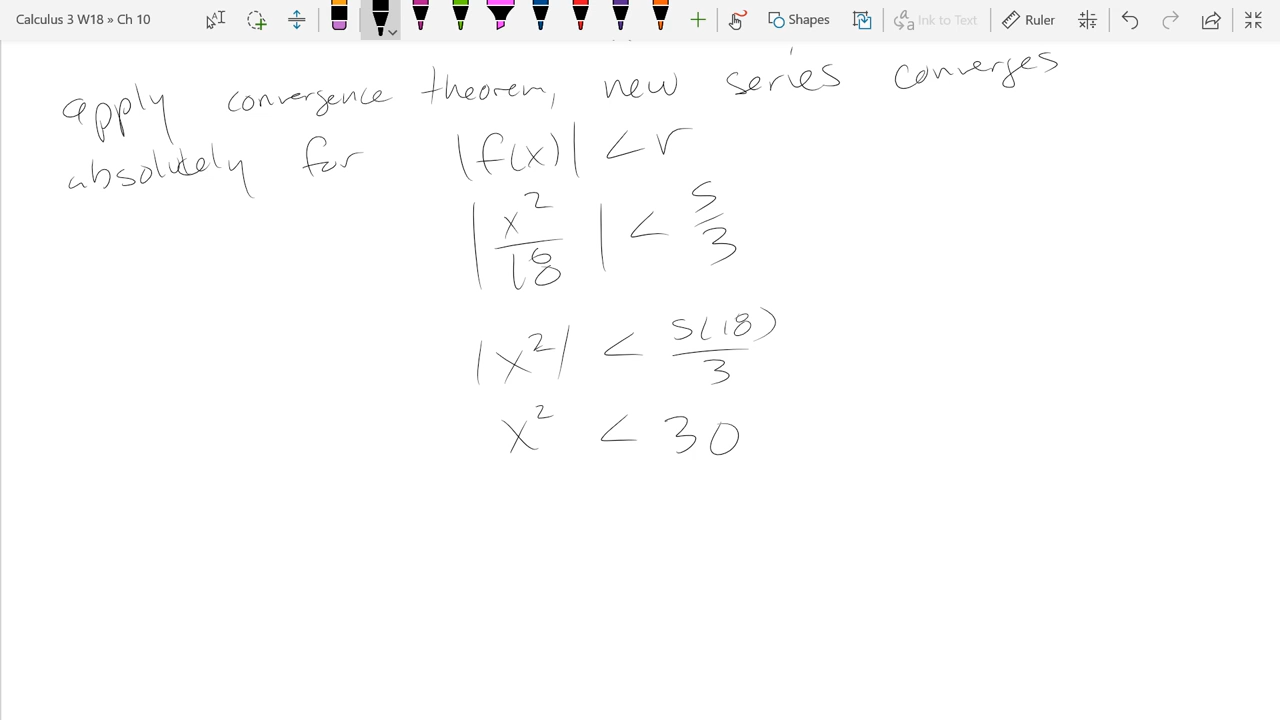 Calculus 3 W18 » Ch 10
Shapes
Ink to Text
Ruler
apply convergence theorem, new series converges
absolutely for |f(x)| < r
|x²/18| < 5/3
|x²| < 5(18)/3
x² < 30